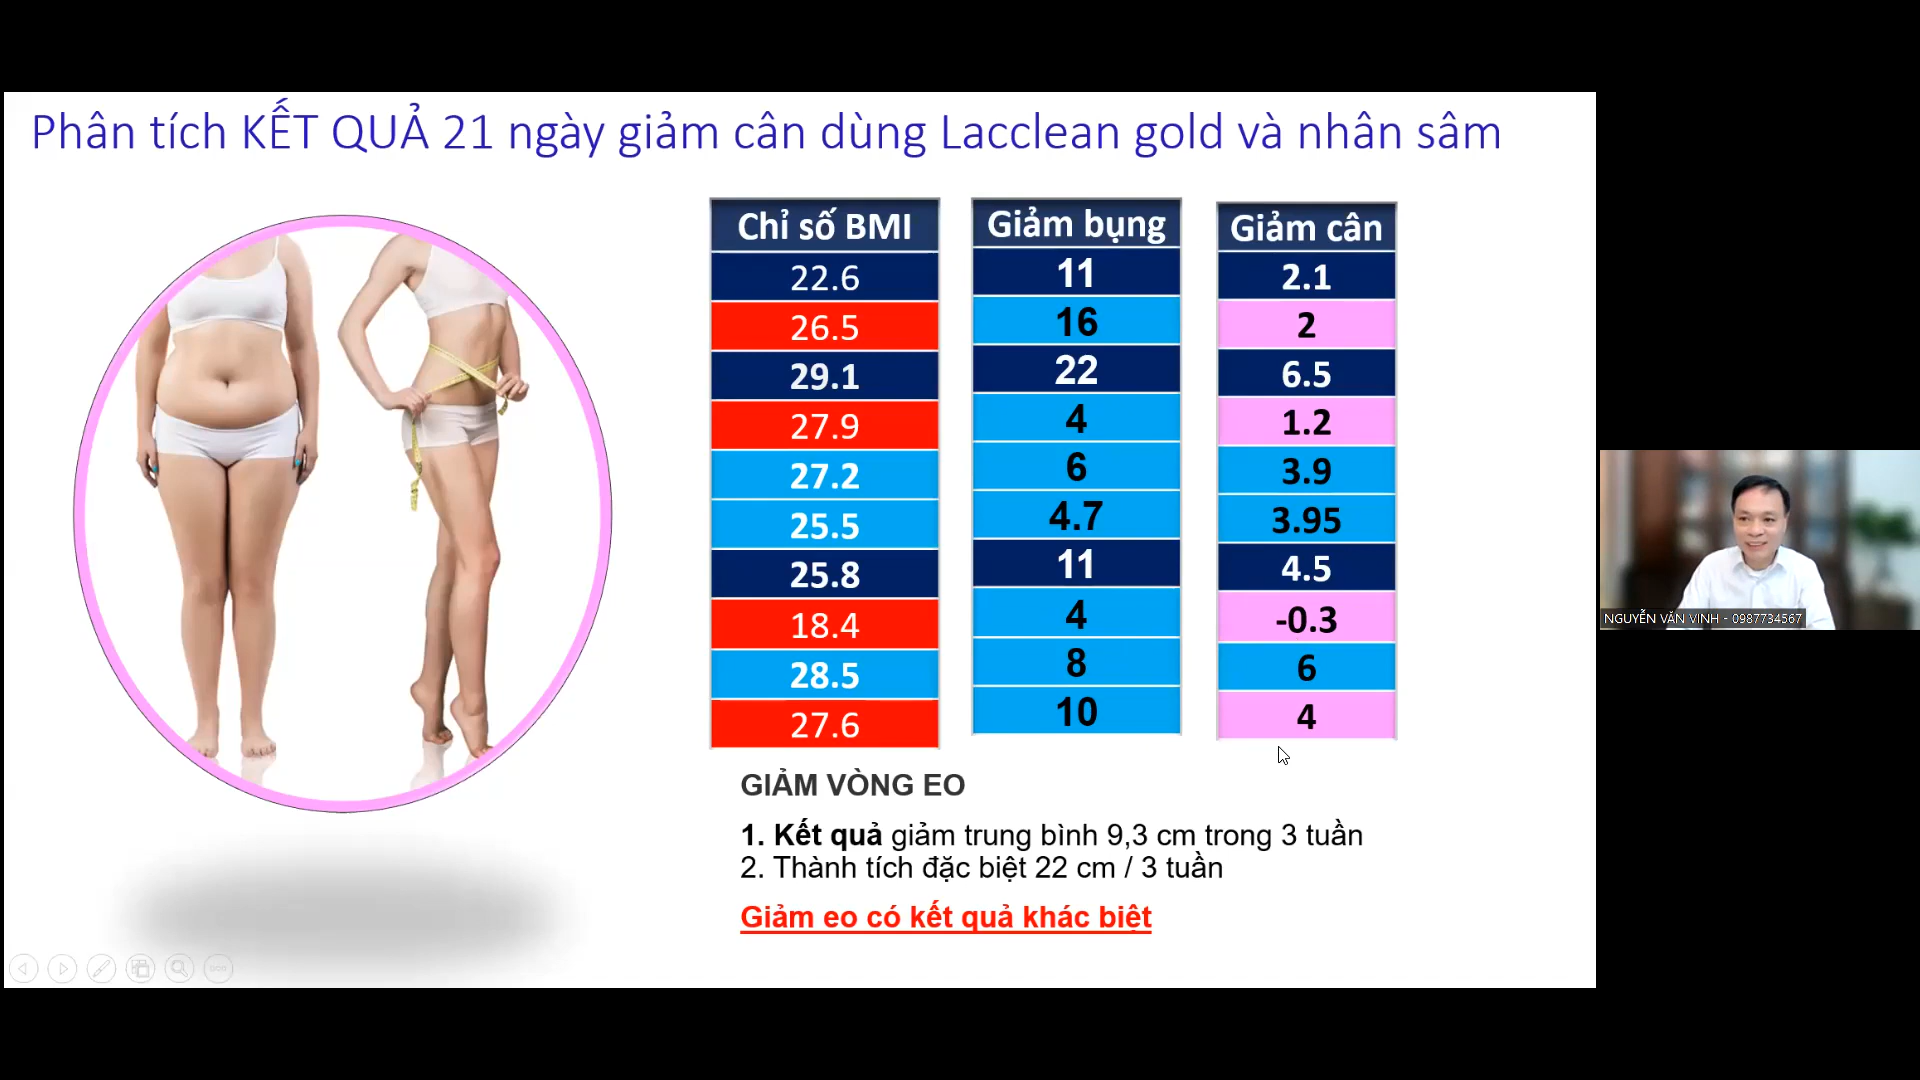 Phân tích KẾT QUẢ 21 ngày giảm cân dùng Lacclean gold và nhân sâm
Chỉ số BMI Giảm bụng Giảm cân
22.6 11 2.1
26.5 16 2
29.1 22 6.5
27.9 4 1.2
27.2 6 3.9
25.5 4.7 3.95
25.8 11 4.5
18.4 4 -0.3
28.5 8 6
27.6 10 4
GIẢM VÒNG EO
1. Kết quả giảm trung bình 9,3 cm trong 3 tuần
2. Thành tích đặc biệt 22 cm / 3 tuần
Giảm eo có kết quả khác biệt
NGUYỄN VĂN VINH - 0987734567